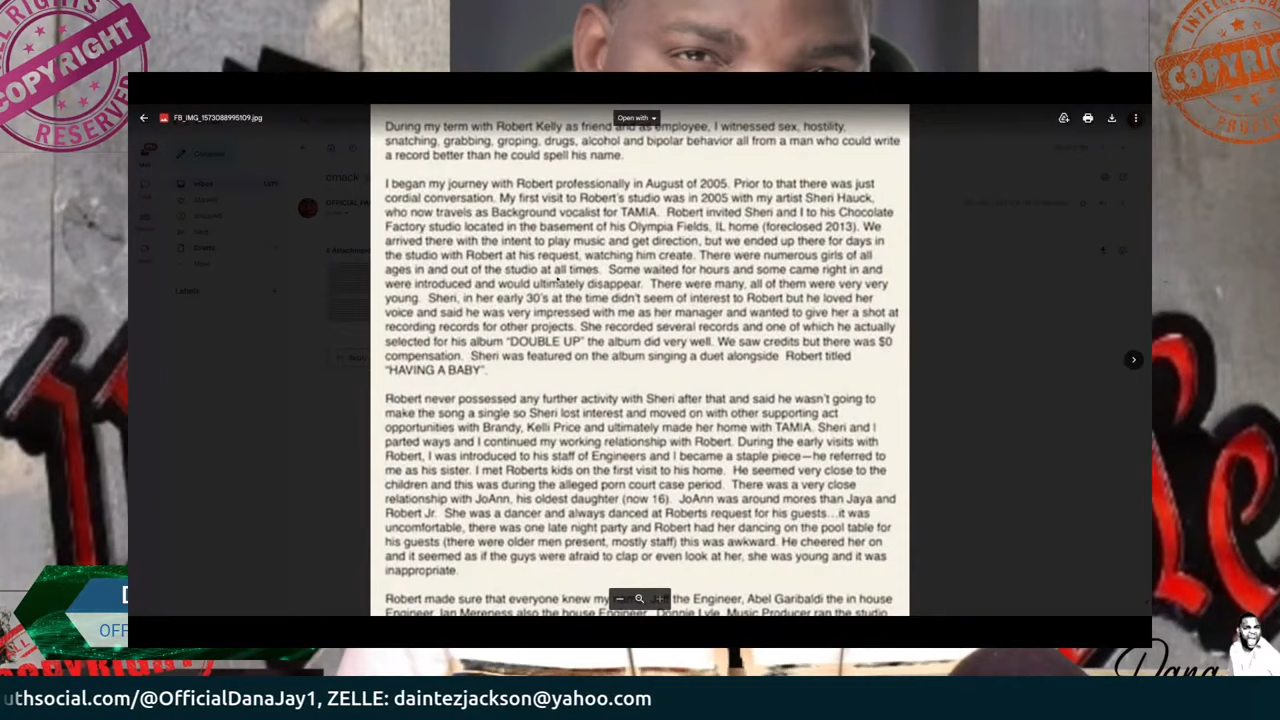 INTELLECTUAL
RIGHTS
COPYRIGHT
COPYRIGHT
RESERVED
FB_IMG_1573088995109.jpg
Open with
During my term with Robert Kelly as friend and as employee, I witnessed sex, hostility,
snatching, grabbing, groping, drugs, alcohol and bipolar behavior all from a man who could write
a record better than he could spell his name.
I began my journey with Robert professionally in August of 2005. Prior to that there was just
cordial conversation. My first visit to Robert's studio was in 2005 with my artist Sheri Hauck,
who now travels as Background vocalist for TAMIA. Robert invited Sheri and I to his Chocolate
Factory studio located in the basement of his Olympia Fields, IL home (foreclosed 2013). We
arrived there with the intent to play music and get direction, but we ended up there for days in
the studio with Robert at his request, watching him create. There were numerous girls of all
ages in and out of the studio at all times. Some waited for hours and some came right in and
were introduced and would ultimately disappear. There were many, all of them were very very
young. Sheri, in her early 30's at the time didn't seem of interest to Robert but he loved her
voice and said he was very impressed with me as her manager and wanted to give her a shot at
recording records for other projects. She recorded several records and one of which he actually
selected for his album "DOUBLE UP" the album did very well. We saw credits but there was $0
compensation. Sheri was featured on the album singing a duet alongside Robert titled
"HAVING A BABY".
Robert never possessed any further activity with Sheri after that and said he wasn't going to
make the song a single so Sheri lost interest and moved on with other supporting act
opportunities with Brandy, Kelli Price and ultimately made her home with TAMIA. Sheri and I
parted ways and I continued my working relationship with Robert. During the early visits with
Robert, I was introduced to his staff of Engineers and I became a staple piece—he referred to
me as his sister. I met Roberts kids on the first visit to his home. He seemed very close to the
children and this was during the alleged porn court case period. There was a very close
relationship with JoAnn, his oldest daughter (now 16). JoAnn was around mores than Jaya and
Robert Jr. She was a dancer and always danced at Roberts request for his guests...it was
uncomfortable, there was one late night party and Robert had her dancing on the pool table for
his guests (there were older men present, mostly staff) this was awkward. He cheered her on
and it seemed as if the guys were afraid to clap or even look at her, she was young and it was
inappropriate.
Robert made sure that everyone knew my the Engineer, Abel Garibaldi the in house
Engineer, Ian Mereness also the house Engineer, Donnie Lyle, Music Producer ran the studio
Compose
Inbox
Drafts
More
Labels
cmack
D
OFF
Dana
uthsocial.com/@OfficialDanaJay1, ZELLE: daintezjackson@yahoo.com